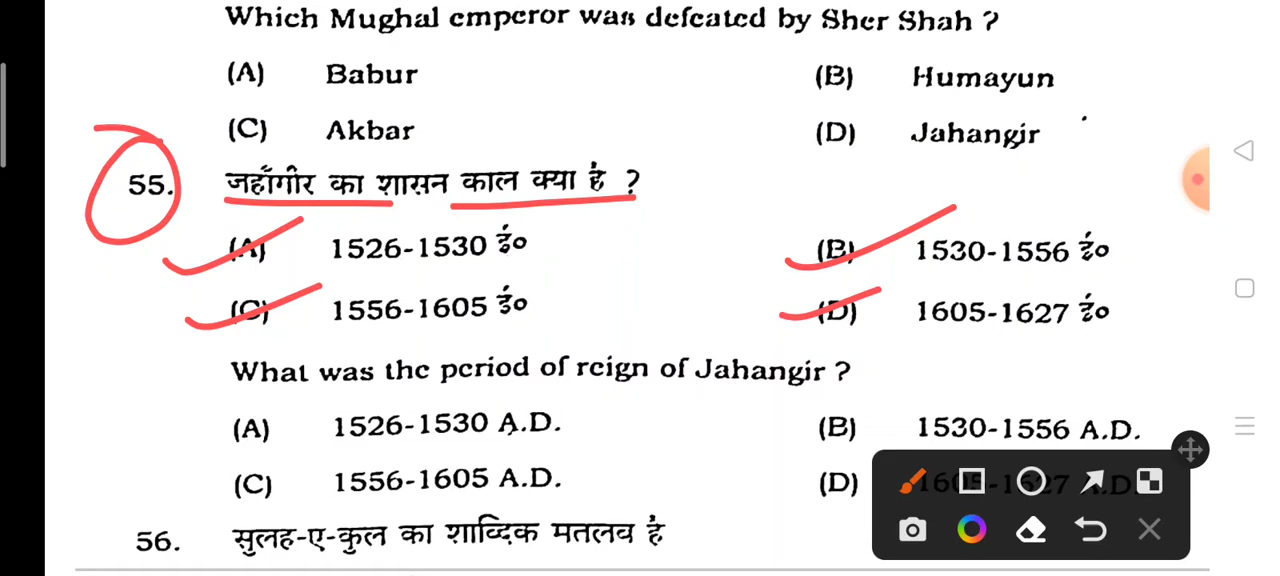 Which Mughal emperor was defeated by Sher Shah ?
(A) Babur (B) Humayun
(C) Akbar (D) Jahangir
55. जहाँगीर का शासन काल क्या है ?
(A) 1526-1530 ई० (B) 1530-1556 ई०
(C) 1556-1605 ई० (D) 1605-1627 ई०
What was the period of reign of Jahangir ?
(A) 1526-1530 A.D. (B) 1530-1556 A.D.
(C) 1556-1605 A.D. (D) 1605-1627 A.D.
56. सुलह-ए-कुल का शाब्दिक मतलब है